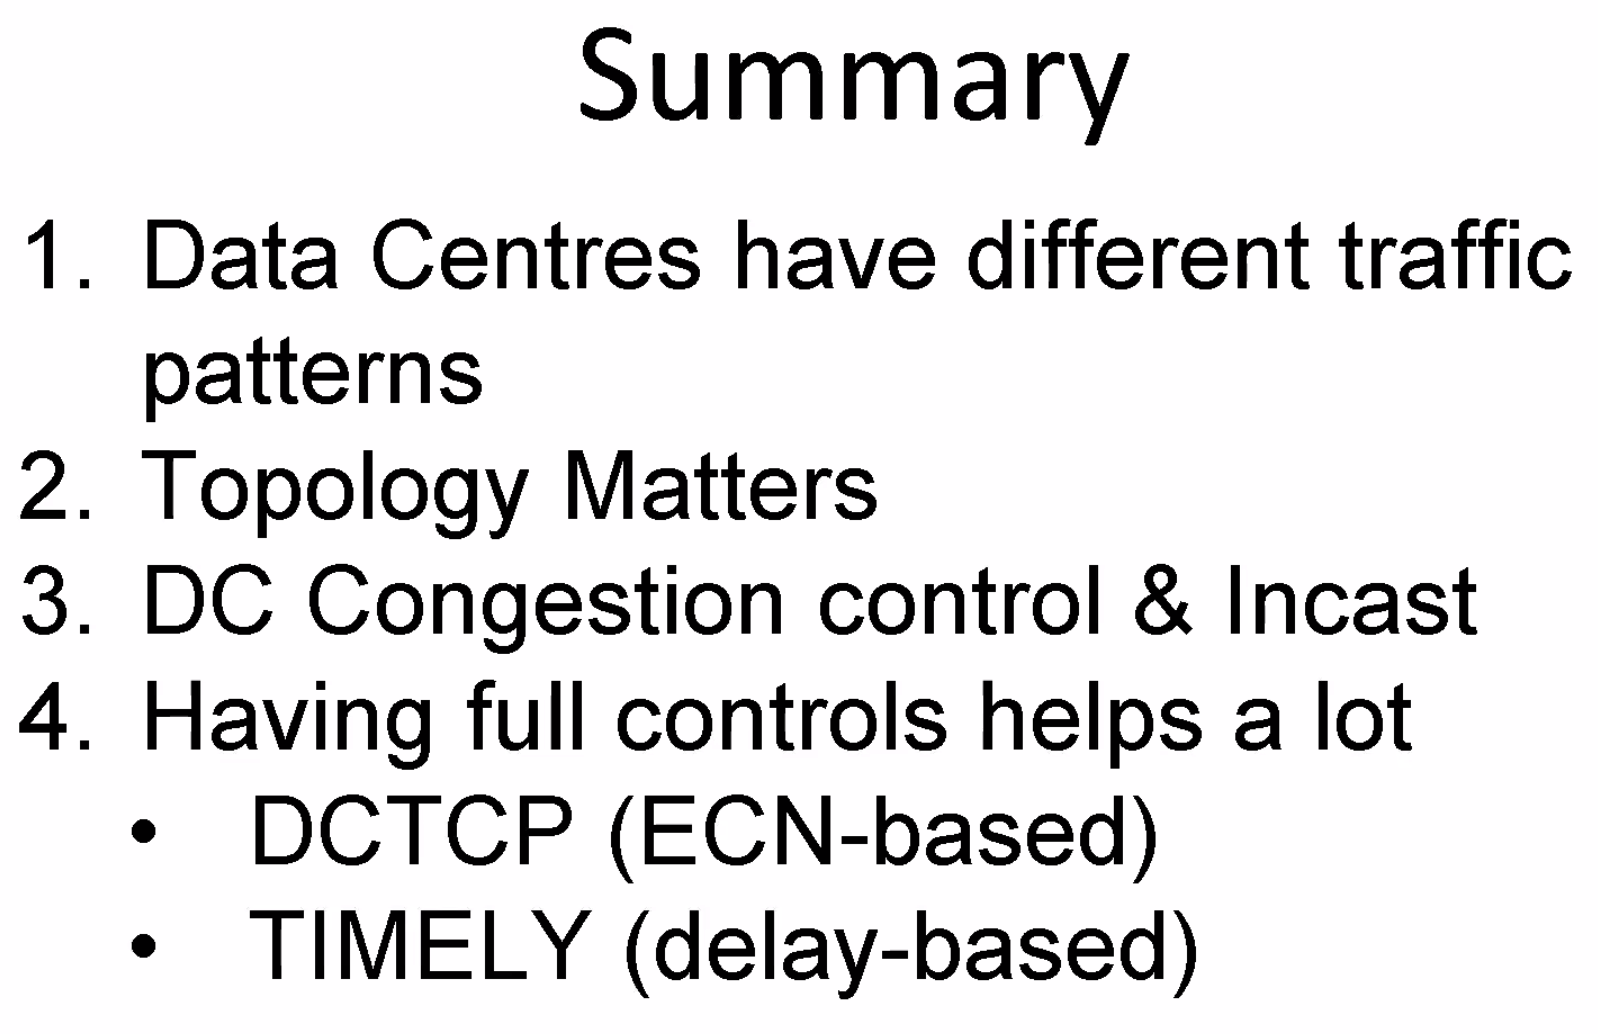 Summary
1. Data Centres have different traffic
patterns
2. Topology Matters
3. DC Congestion control & Incast
4. Having full controls helps a lot
• DCTCP (ECN-based)
• TIMELY (delay-based)